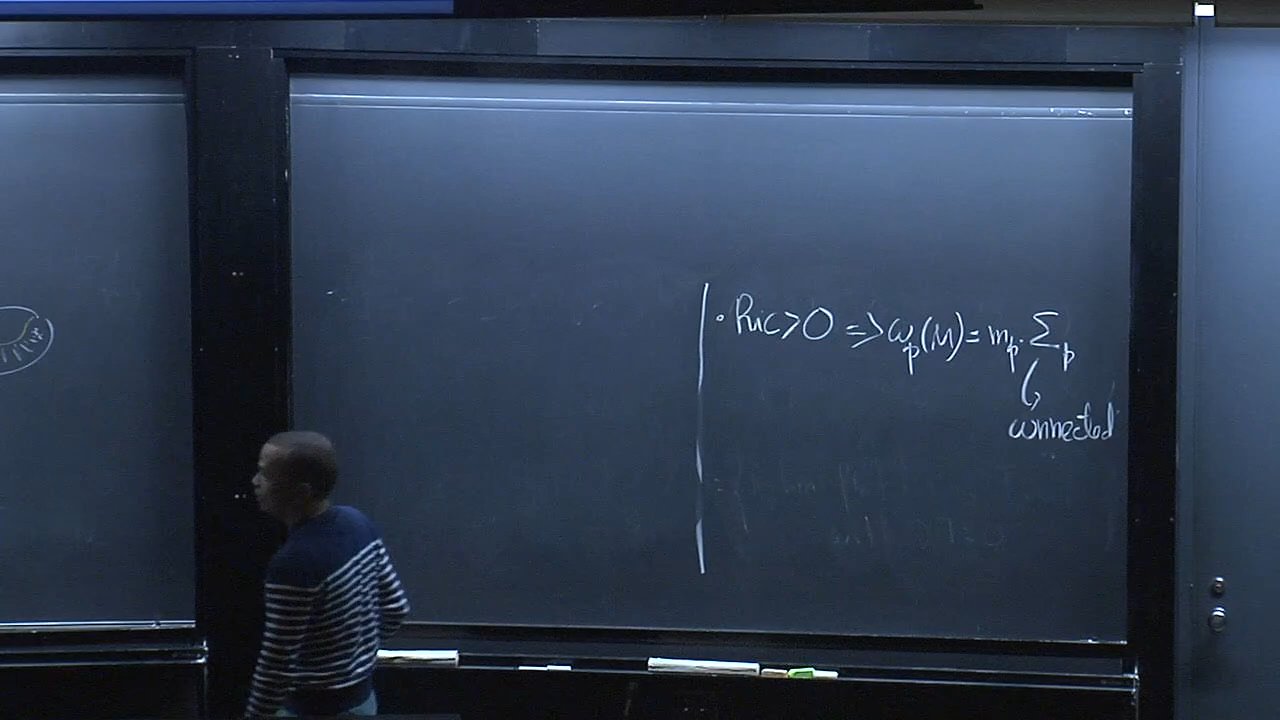 • Ric > 0 => ω_p(M) = m_p · Σ_p
connected